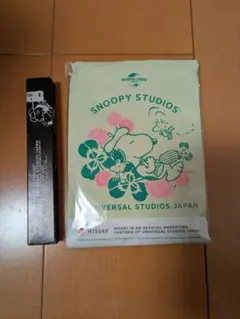 SNOOPY STUDIOS
UNIVERSAL STUDIOS JAPAN
NISSAY
NISSAY IS AN OFFICIAL MARKETING
PARTNER OF UNIVERSAL STUDIOS JAPAN